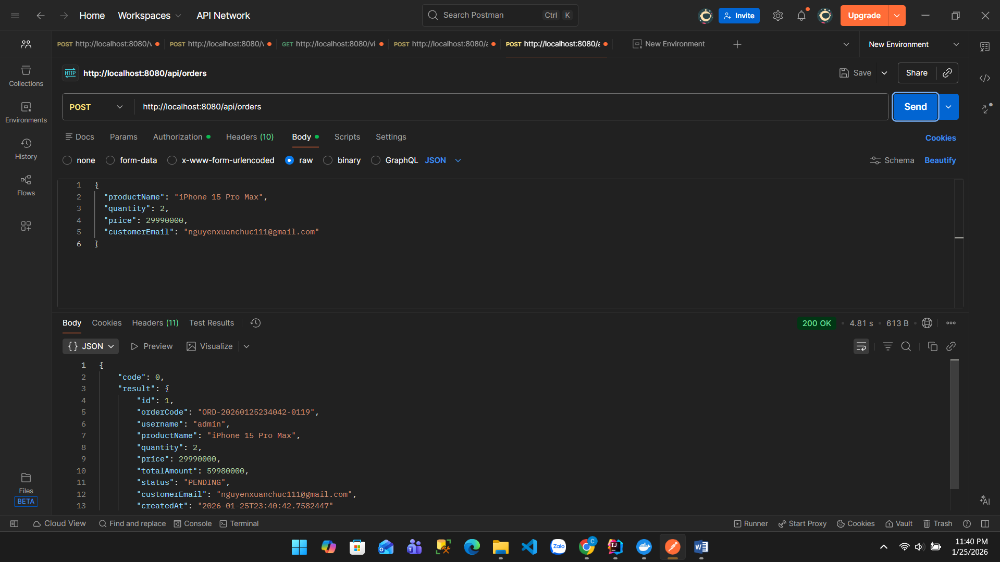 Home Workspaces API Network Search Postman Ctrl K Invite Upgrade
POST http://localhost:8080/v POST http://localhost:8080/v GET http://localhost:8080/vi POST http://localhost:8080/a POST http://localhost:8080/a New Environment New Environment
HTTP http://localhost:8080/api/orders Save Share
Collections
Environments
History
Flows
POST http://localhost:8080/api/orders Send
Docs Params Authorization Headers (10) Body Scripts Settings Cookies
none form-data x-www-form-urlencoded raw binary GraphQL JSON Schema Beautify
1 {
2 "productName": "iPhone 15 Pro Max",
3 "quantity": 2,
4 "price": 29990000,
5 "customerEmail": "nguyenxuanchuc111@gmail.com"
6 }
Body Cookies Headers (11) Test Results 200 OK 4.81 s 613 B
{} JSON Preview Visualize
1 {
2 "code": 0,
3 "result": {
4 "id": 1,
5 "orderCode": "ORD-20260125234042-0119",
6 "username": "admin",
7 "productName": "iPhone 15 Pro Max",
8 "quantity": 2,
9 "price": 29990000,
10 "totalAmount": 59980000,
11 "status": "PENDING",
12 "customerEmail": "nguyenxuanchuc111@gmail.com",
13 "createdAt": "2026-01-25T23:40:42.7582447"
Files
BETA
AI
Cloud View Find and replace Console Terminal Runner Start Proxy Cookies Vault Trash
Zalo
C
11:40 PM
1/25/2026